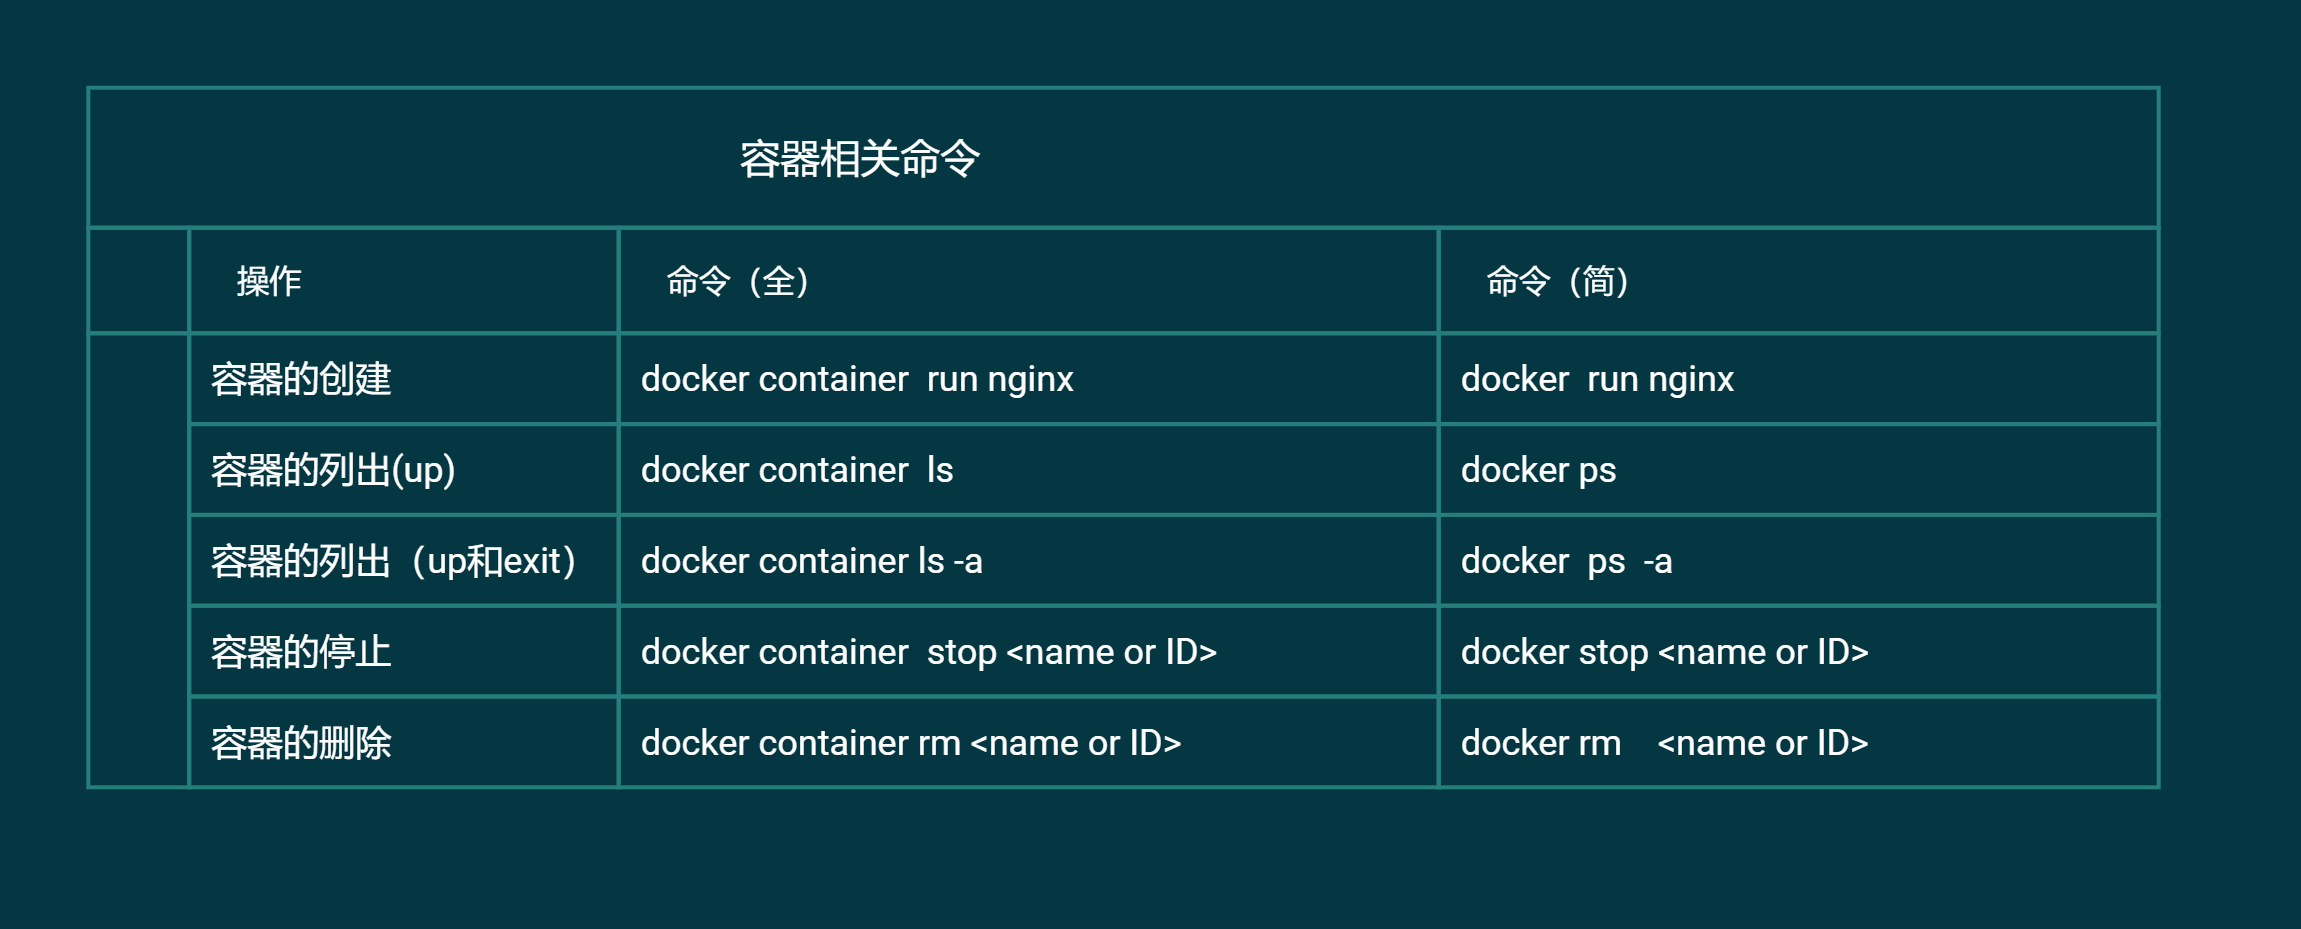 容器相关命令
操作 命令（全） 命令（简）
容器的创建 docker container  run nginx docker  run nginx
容器的列出(up) docker container  ls docker ps
容器的列出（up和exit） docker container ls -a docker  ps  -a
容器的停止 docker container  stop <name or ID> docker stop <name or ID>
容器的删除 docker container rm <name or ID> docker rm    <name or ID>